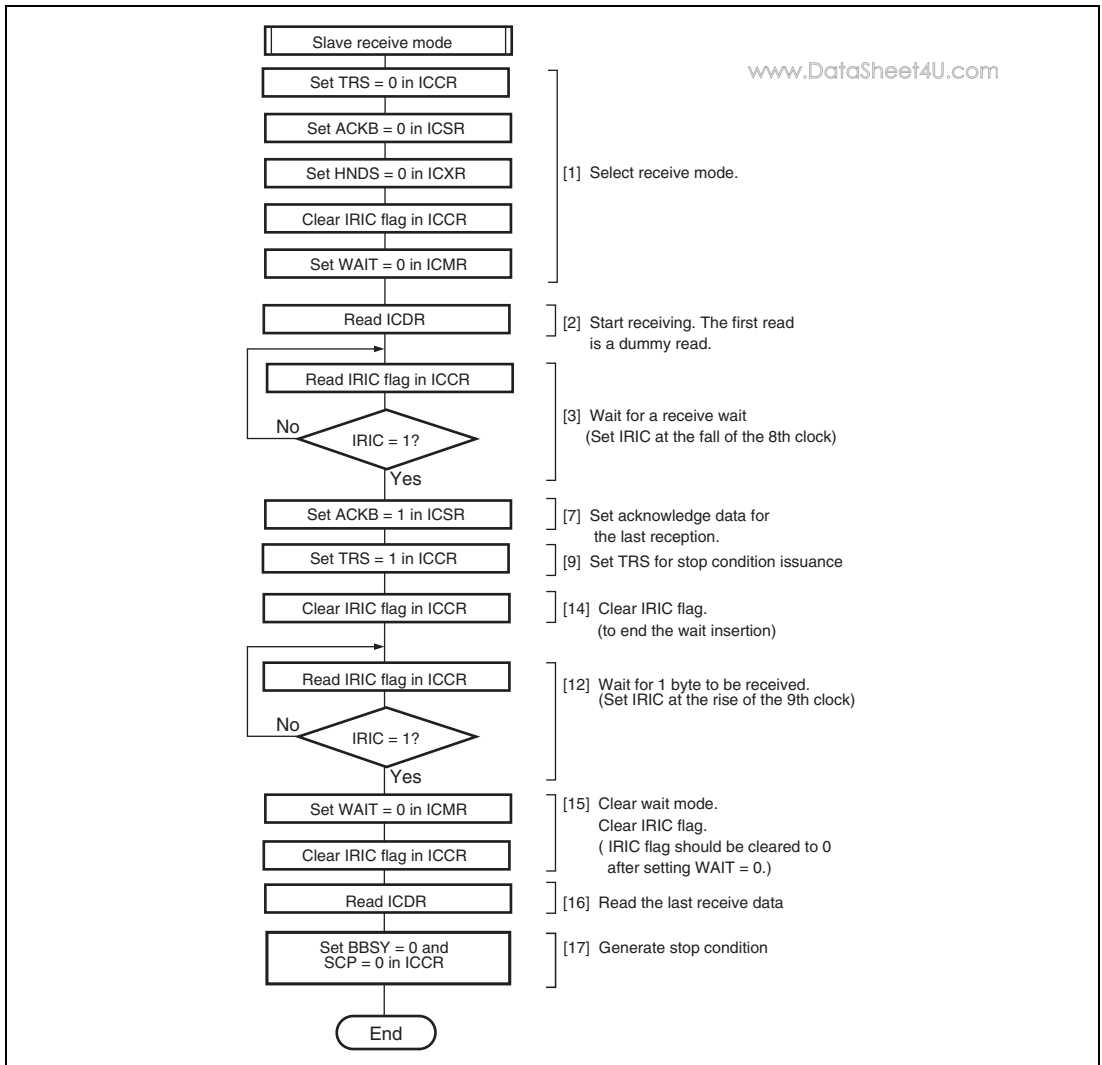 Slave receive mode
www.DataSheet4U.com
Set TRS = 0 in ICCR
Set ACKB = 0 in ICSR
Set HNDS = 0 in ICXR
[1] Select receive mode.
Clear IRIC flag in ICCR
Set WAIT = 0 in ICMR
Read ICDR
[2] Start receiving. The first read
is a dummy read.
Read IRIC flag in ICCR
No
IRIC = 1?
Yes
[3] Wait for a receive wait
(Set IRIC at the fall of the 8th clock)
Set ACKB = 1 in ICSR
[7] Set acknowledge data for
the last reception.
Set TRS = 1 in ICCR
[9] Set TRS for stop condition issuance
Clear IRIC flag in ICCR
[14] Clear IRIC flag.
(to end the wait insertion)
Read IRIC flag in ICCR
[12] Wait for 1 byte to be received.
(Set IRIC at the rise of the 9th clock)
No
IRIC = 1?
Yes
Set WAIT = 0 in ICMR
[15] Clear wait mode.
Clear IRIC flag.
( IRIC flag should be cleared to 0
after setting WAIT = 0.)
Clear IRIC flag in ICCR
Read ICDR
[16] Read the last receive data
Set BBSY = 0 and
SCP = 0 in ICCR
[17] Generate stop condition
End